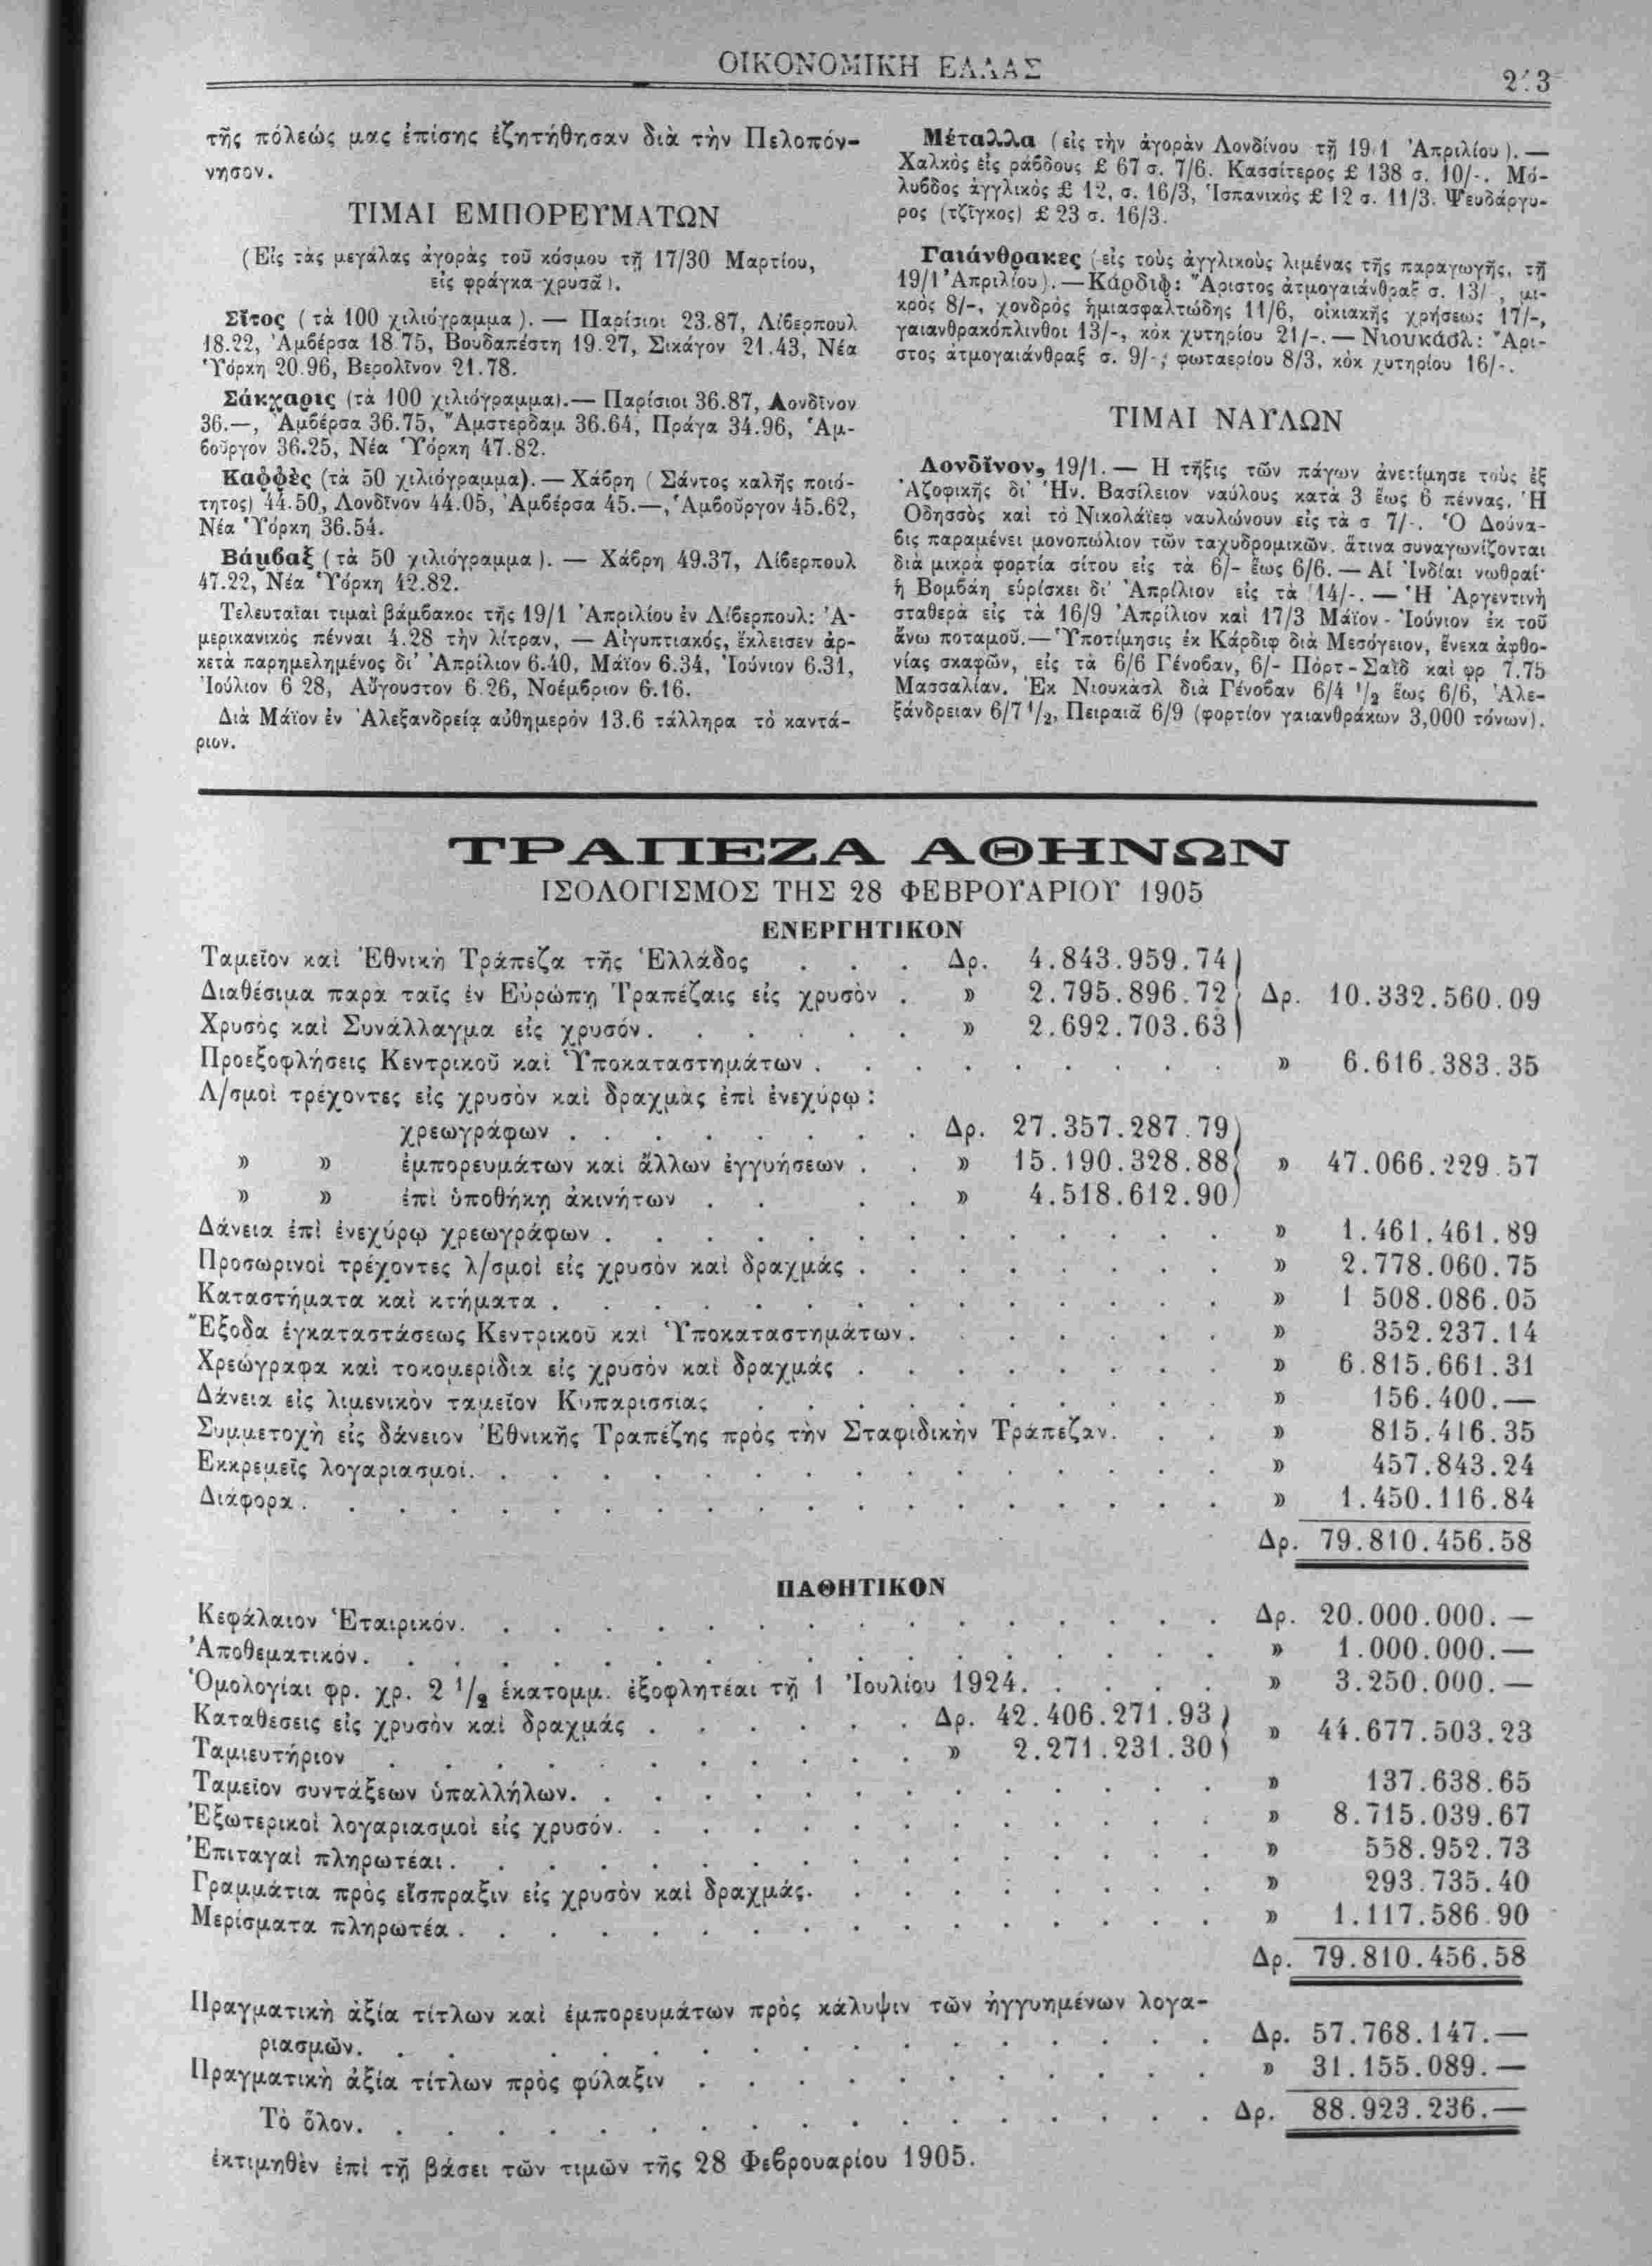 ΟΙΚΟΝΟΜΙΚΗ ΕΛΛΑΣ
τῆς πόλεώς μας ἐπίσης ἐζητήθησαν διὰ τὴν Πελοπόν-
νησον.
ΤΙΜΑΙ ΕΜΠΟΡΕΥΜΑΤΩΝ
(Εἰς τὰς μεγάλας ἀγορὰς τοῦ κόσμου τῇ 17/30 Μαρτίου,
εἰς φράγκα χρυσᾶ).
Σῖτος (τὰ 100 χιλιόγραμμα). — Παρίσιοι 23.87, Λίβερπουλ
18.22, Ἀμβέρσα 18.75, Βουδαπέστη 19.27, Σικάγον 21.43, Νέα
Ὑόρκη 20.96, Βερολῖνον 21.78.
Σάκχαρις (τὰ 100 χιλιόγραμμα).— Παρίσιοι 36.87, Λονδῖνον
36.—, Ἀμβέρσα 36.75, Ἄμστερδαμ 36.64, Πράγα 34.96, Ἁμ-
βοῦργον 36.25, Νέα Ὑόρκη 47.82.
Καφφὲς (τὰ 50 χιλιόγραμμα). — Χάβρη (Σάντος καλῆς ποιό-
τητος) 44.50, Λονδῖνον 44.05, Ἀμβέρσα 45.—, Ἁμβοῦργον 45.62,
Νέα Ὑόρκη 36.54.
Βάμβαξ (τὰ 50 χιλιόγραμμα). — Χάβρη 49.37, Λίβερπουλ
47.22, Νέα Ὑόρκη 42.82.
Τελευταῖαι τιμαὶ βάμβακος τῆς 19/1 Ἀπριλίου ἐν Λίβερπουλ: Ἀ-
μερικανικὸς πένναι 4.28 τὴν λίτραν, — Αἰγυπτιακός, ἔκλεισεν ἀρ-
κετὰ παρημελημένος δι' Ἀπρίλιον 6.40, Μάϊον 6.34, Ἰούνιον 6.31,
Ἰούλιον 6 28, Αὔγουστον 6.26, Νοέμβριον 6.16.
Διὰ Μάϊον ἐν Ἀλεξανδρείᾳ αὐθημερόν 13.6 τάλληρα τὸ καντά-
ριον.
Μέταλλα (εἰς τὴν ἀγορὰν Λονδίνου τῇ 19/1 Ἀπριλίου). —
Χαλκὸς εἰς ράβδους £ 67 σ. 7/6. Κασσίτερος £ 138 σ. 10/-. Μό-
λυβδος ἀγγλικὸς £ 12, σ. 16/3, Ἱσπανικὸς £ 12 σ. 11/3. Ψευδάργυ-
ρος (τζῖγκος) £ 23 σ. 16/3.
Γαιάνθρακες (εἰς τοὺς ἀγγλικοὺς λιμένας τῆς παραγωγῆς, τῇ
19/1 Ἀπριλίου). — Κάρδιφ: Ἄριστος ἀτμογαιάνθραξ σ. 13/ , μι-
κρὸς 8/-, χονδρὸς ἡμιασφαλτώδης 11/6, οἰκιακῆς χρήσεως 17/-,
γαιανθρακόπλινθοι 13/-, κὸκ χυτηρίου 21/-. — Νιουκάσλ: Ἄρι-
στος ἀτμογαιάνθραξ σ. 9/-, φωταερίου 8/3, κὸκ χυτηρίου 16/-.
ΤΙΜΑΙ ΝΑΥΛΩΝ
Λονδῖνον, 19/1. — Η τῆξις τῶν πάγων ἀνετίμησε τοὺς ἐξ
Ἀζοφικῆς δι' Ἡν. Βασίλειον ναύλους κατὰ 3 ἕως 6 πέννας. Ἡ
Ὀδησσὸς καὶ τὸ Νικολάϊεφ ναυλώνουν εἰς τὰ σ 7/-. Ὁ Δούνα-
βις παραμένει μονοπώλιον τῶν ταχυδρομικῶν, ἅτινα συναγωνίζονται
διὰ μικρὰ φορτία σίτου εἰς τὰ 6/- ἕως 6/6. — Αἱ Ἰνδίαι νωθραί·
ἡ Βομβάη εὑρίσκει δι' Ἀπρίλιον εἰς τὰ 14/-. — Ἡ Ἀργεντινὴ
σταθερὰ εἰς τὰ 16/9 Ἀπρίλιον καὶ 17/3 Μάϊον - Ἰούνιον ἐκ τοῦ
ἄνω ποταμοῦ.— Ὑποτίμησις ἐκ Κάρδιφ διὰ Μεσόγειον, ἕνεκα ἀφθο-
νίας σκαφῶν, εἰς τὰ 6/6 Γένοβαν, 6/- Πὸρτ-Σαῒδ καὶ φρ 7.75
Μασσαλίαν. Ἐκ Νιουκὰσλ διὰ Γένοβαν 6/4 1/2 ἕως 6/6, Ἀλε-
ξάνδρειαν 6/7 1/2, Πειραιᾶ 6/9 (φορτίον γαιανθράκων 3,000 τόνων).
ΤΡΑΠΕΖΑ ΑΘΗΝΩΝ
ΙΣΟΛΟΓΙΣΜΟΣ ΤΗΣ 28 ΦΕΒΡΟΥΑΡΙΟΥ 1905
ΕΝΕΡΓΗΤΙΚΟΝ
Ταμεῖον καὶ Ἐθνικὴ Τράπεζα τῆς Ἑλλάδος . . . Δρ. 4.843.959.74
Διαθέσιμα παρὰ ταῖς ἐν Εὐρώπῃ Τραπέζαις εἰς χρυσὸν . » 2.795.896.72 Δρ. 10.332.560.09
Χρυσὸς καὶ Συνάλλαγμα εἰς χρυσόν. . . . . . » 2.692.703.63
Προεξοφλήσεις Κεντρικοῦ καὶ Ὑποκαταστημάτων . . . . . . . . » 6.616.383.35
Λ/σμοὶ τρέχοντες εἰς χρυσὸν καὶ δραχμὰς ἐπὶ ἐνεχύρῳ:
χρεωγράφων . . . . . . . . Δρ. 27.357.287.79
» » ἐμπορευμάτων καὶ ἄλλων ἐγγυήσεων . . » 15.190.328.88 » 47.066.229.57
» » ἐπὶ ὑποθήκῃ ἀκινήτων . . . . » 4.518.612.90
Δάνεια ἐπὶ ἐνεχύρῳ χρεωγράφων . . . . . . . . . . . . . » 1.461.461.89
Προσωρινοὶ τρέχοντες λ/σμοὶ εἰς χρυσὸν καὶ δραχμάς . . . . . . . . » 2.778.060.75
Καταστήματα καὶ κτήματα . . . . . . . . . . . . . . » 1 508.086.05
Ἔξοδα ἐγκαταστάσεως Κεντρικοῦ καὶ Ὑποκαταστημάτων. . . . . . . » 352.237.14
Χρεώγραφα καὶ τοκομερίδια εἰς χρυσὸν καὶ δραχμάς . . . . . . . . » 6.815.661.31
Δάνεια εἰς λιμενικὸν ταμεῖον Κυπαρισσίας . . . . . . . . . . » 156.400.—
Συμμετοχὴ εἰς δάνειον Ἐθνικῆς Τραπέζης πρὸς τὴν Σταφιδικὴν Τράπεζαν. . . » 815.416.35
Εκκρεμεῖς λογαριασμοί. . . . . . . . . . . . . . . . » 457.843.24
Διάφορα . . . . . . . . . . . . . . . . . . . » 1.450.116.84
Δρ. 79.810.456.58
ΠΑΘΗΤΙΚΟΝ
Κεφάλαιον Ἑταιρικόν. . . . . . . . . . . . . . . . Δρ. 20.000.000. —
Ἀποθεματικόν. . . . . . . . . . . . . . . . . . » 1.000.000.—
Ὁμολογίαι φρ. χρ. 2 1/2 ἑκατομμ. ἐξοφλητέαι τῇ 1 Ἰουλίου 1924. . . . . » 3.250.000. —
Καταθέσεις εἰς χρυσὸν καὶ δραχμάς . . . . . . Δρ. 42.406.271.93 » 44.677.503.23
Ταμιευτήριον . . . . . . . . . . . » 2.271.231.30
Ταμεῖον συντάξεων ὑπαλλήλων. . . . . . . . . . . . . . » 137.638.65
Ἐξωτερικοὶ λογαριασμοὶ εἰς χρυσόν. . . . . . . . . . . . . » 8.715.039.67
Ἐπιταγαὶ πληρωτέαι. . . . . . . . . . . . . . . . . » 558.952.73
Γραμμάτια πρὸς εἴσπραξιν εἰς χρυσὸν καὶ δραχμάς. . . . . . . . . » 293.735.40
Μερίσματα πληρωτέα . . . . . . . . . . . . . . . . » 1.117.586.90
Δρ. 79.810.456.58
Πραγματικὴ ἀξία τίτλων καὶ ἐμπορευμάτων πρὸς κάλυψιν τῶν ἠγγυημένων λογα-
ριασμῶν. . . . . . . . . . . . . . . . . . Δρ. 57.768.147.—
Πραγματικὴ ἀξία τίτλων πρὸς φύλαξιν . . . . . . . . . . . » 31.155.089.—
Τὸ ὅλον. . . . . . . . . . . . . . . . . . Δρ. 88.923.236.—
ἐκτιμηθὲν ἐπὶ τῇ βάσει τῶν τιμῶν τῆς 28 Φεβρουαρίου 1905.